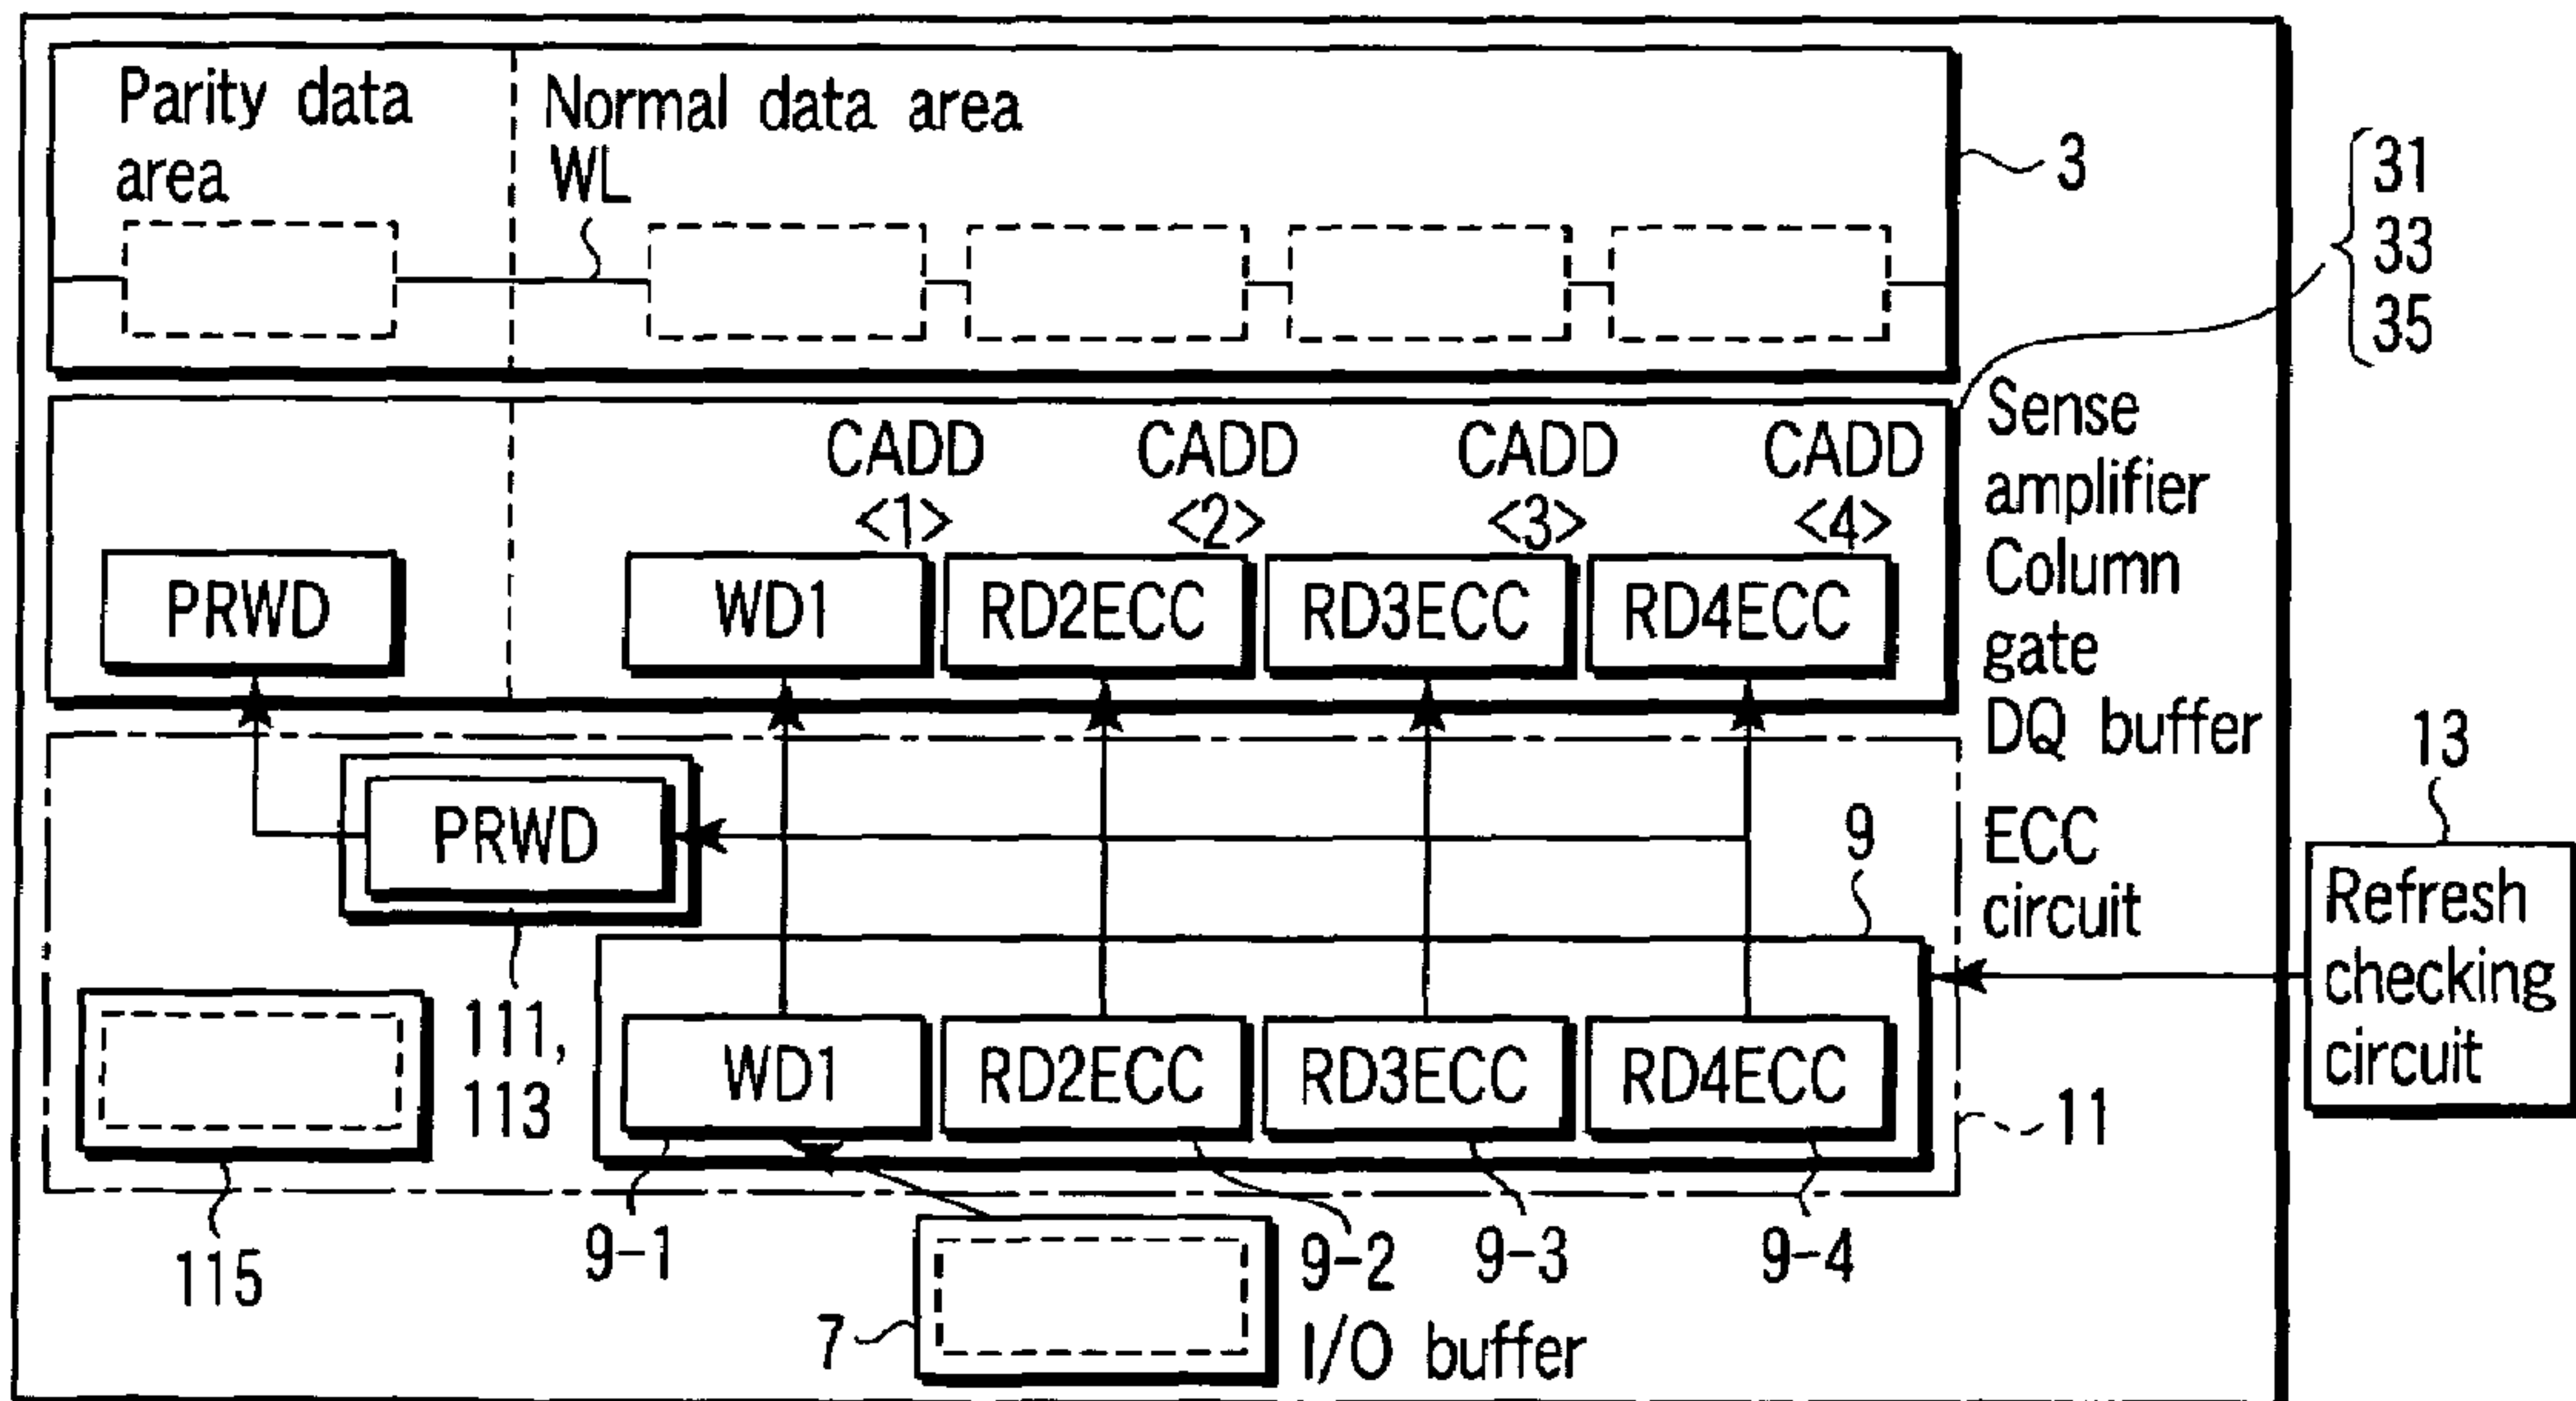 Parity data
area
Normal data area
WL
3
31
33
35
CADD
<1>
CADD
<2>
CADD
<3>
CADD
<4>
Sense
amplifier
Column
gate
DQ buffer
PRWD
WD1
RD2ECC
RD3ECC
RD4ECC
PRWD
111,
113
9
ECC
circuit
13
Refresh
checking
circuit
WD1
RD2ECC
RD3ECC
RD4ECC
11
115
9-1
9-2
9-3
9-4
7
I/O buffer